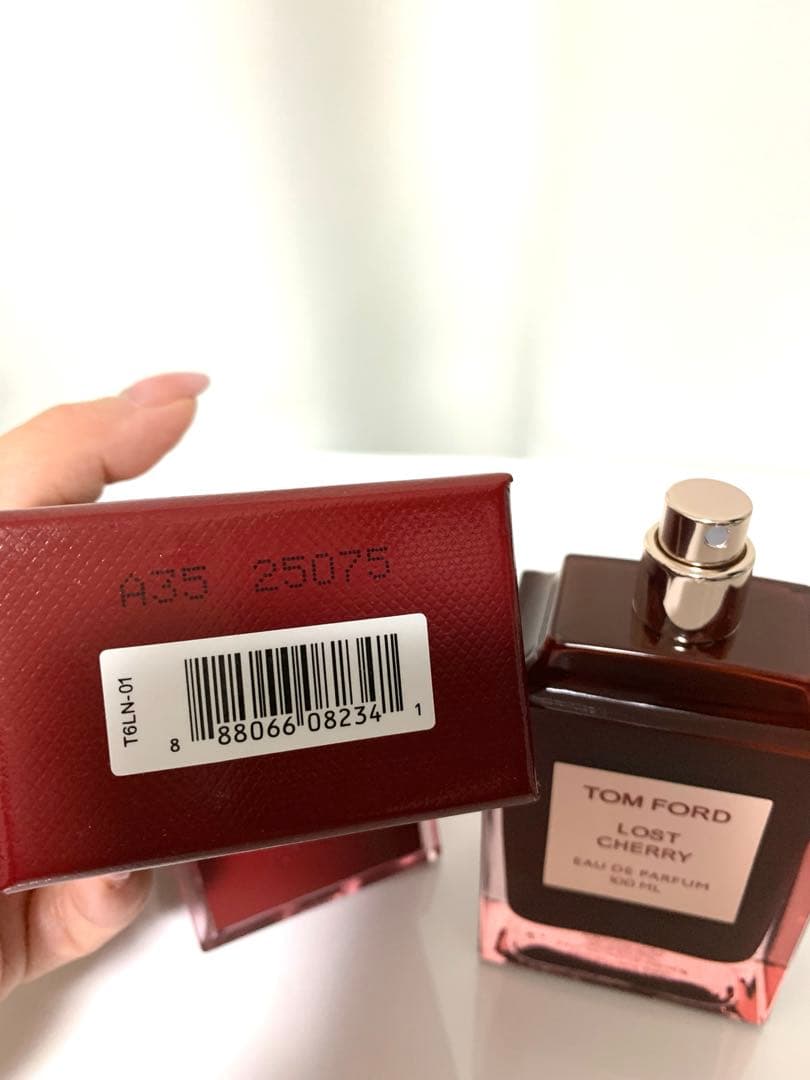 A35 25075
T6LN-01
8 88066 08234 1
TOM FORD
LOST
CHERRY
EAU DE PARFUM
100 ML